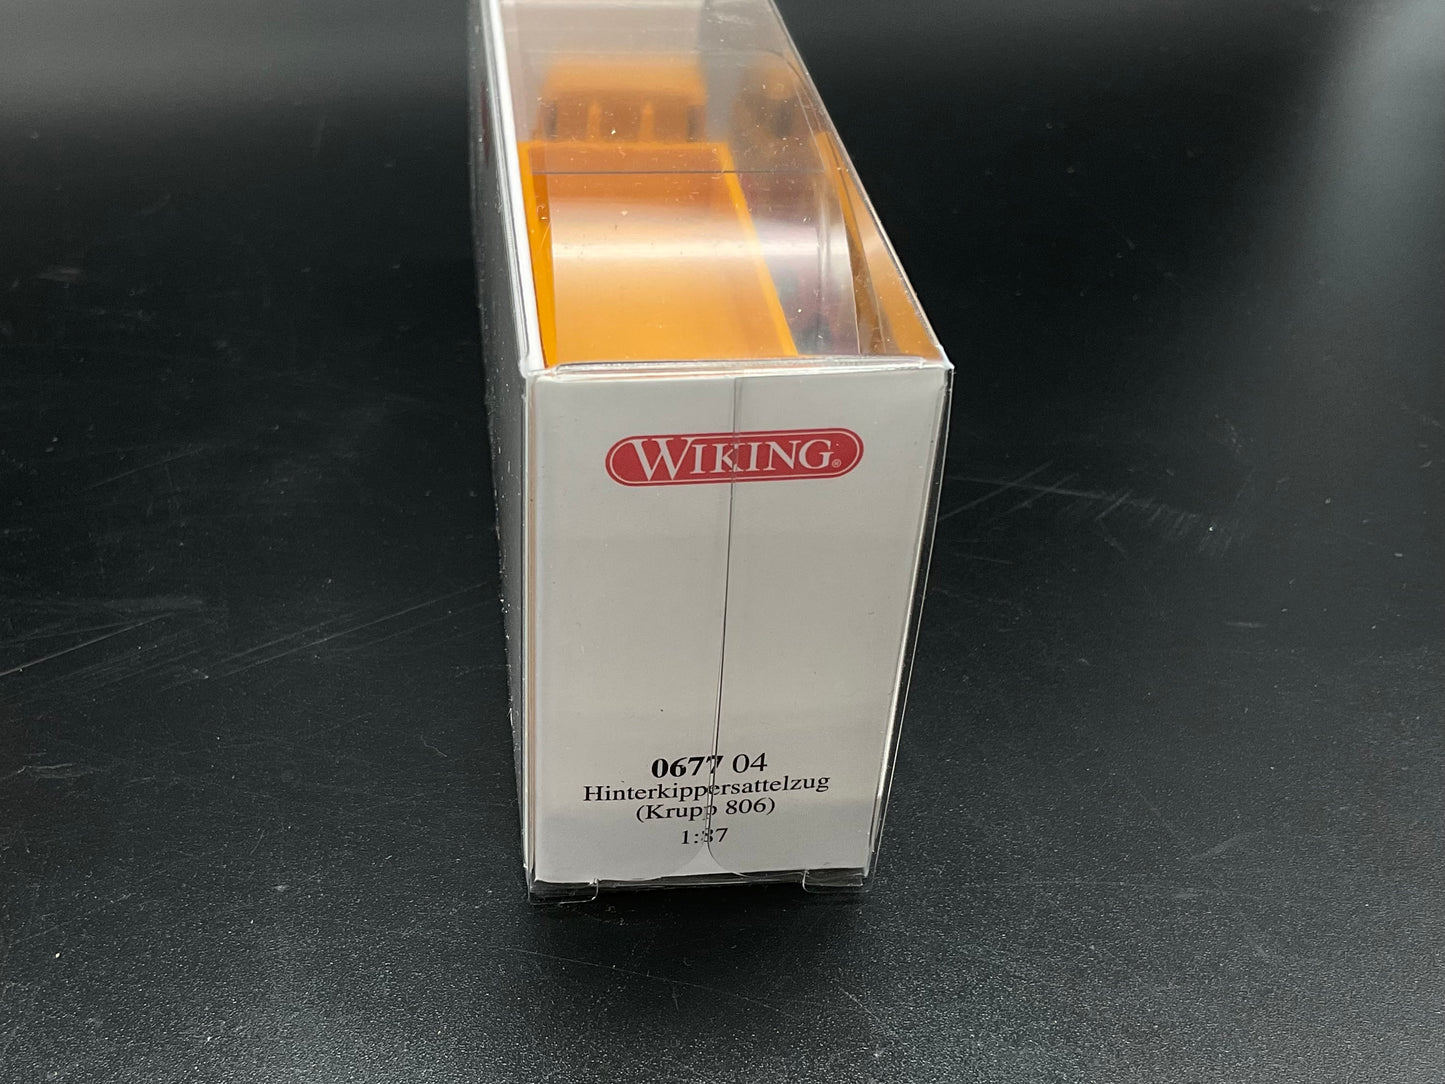 WIKING®
0677 04
Hinterkippersattelzug
(Krupp 806)
1:87